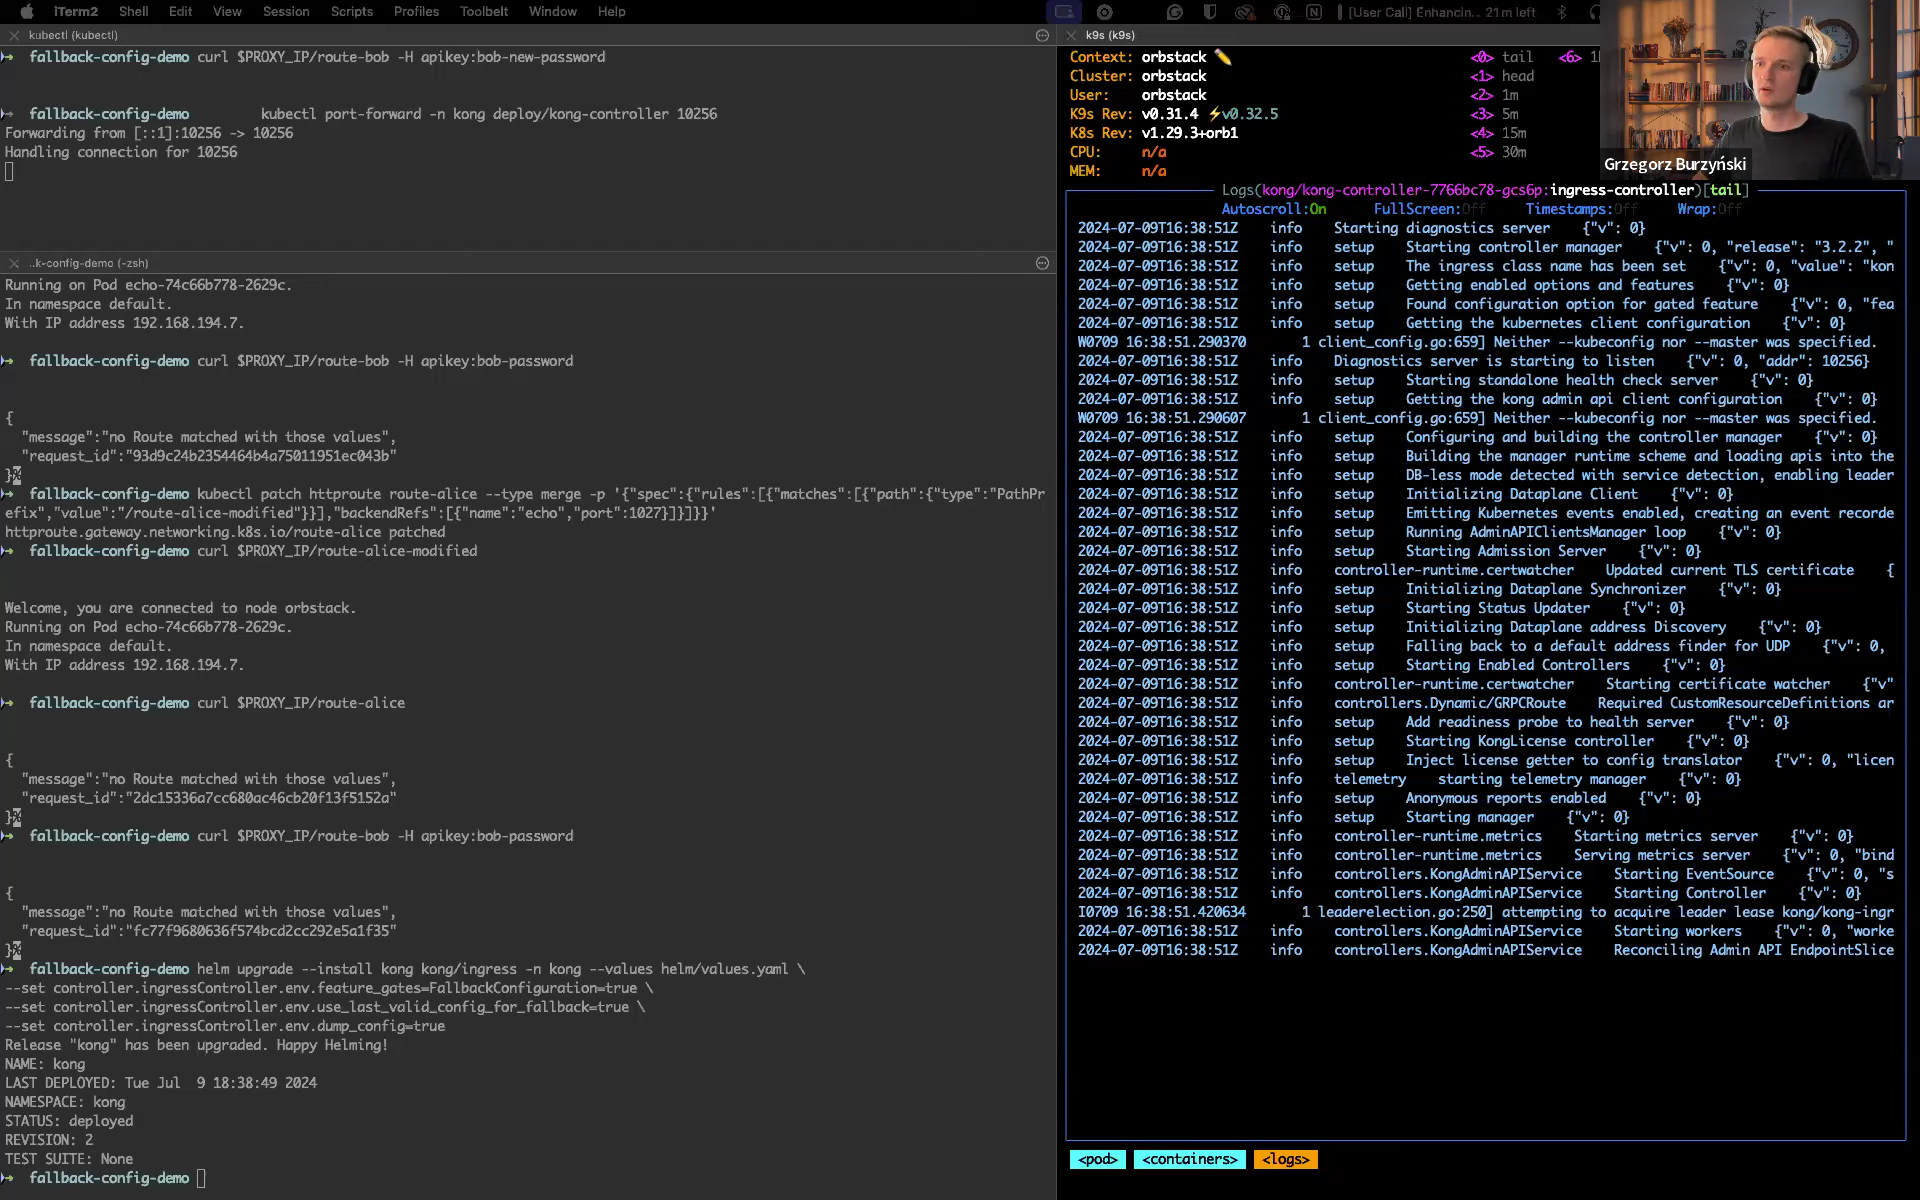 iTerm2 Shell Edit View Session Scripts Profiles Toolbelt Window Help
[User Call] Enhancin... 21 m left
kubectl (kubectl)
fallback-config-demo curl $PROXY_IP/route-bob -H apikey:bob-new-password
fallback-config-demo kubectl port-forward -n kong deploy/kong-controller 10256
Forwarding from [::1]:10256 -> 10256
Handling connection for 10256
..k-config-demo (-zsh)
Running on Pod echo-74c66b778-2629c.
In namespace default.
With IP address 192.168.194.7.
fallback-config-demo curl $PROXY_IP/route-bob -H apikey:bob-password
{
"message":"no Route matched with those values",
"request_id":"93d9c24b2354464b4a75011951ec043b"
}%
fallback-config-demo kubectl patch httproute route-alice --type merge -p '{"spec":{"rules":[{"matches":[{"path":{"type":"PathPr
efix","value":"/route-alice-modified"}}],"backendRefs":[{"name":"echo","port":1027}]}]}}'
httproute.gateway.networking.k8s.io/route-alice patched
fallback-config-demo curl $PROXY_IP/route-alice-modified
Welcome, you are connected to node orbstack.
Running on Pod echo-74c66b778-2629c.
In namespace default.
With IP address 192.168.194.7.
fallback-config-demo curl $PROXY_IP/route-alice
{
"message":"no Route matched with those values",
"request_id":"2dc15336a7cc680ac46cb20f13f5152a"
}%
fallback-config-demo curl $PROXY_IP/route-bob -H apikey:bob-password
{
"message":"no Route matched with those values",
"request_id":"fc77f9680636f574bcd2cc292e5a1f35"
}%
fallback-config-demo helm upgrade --install kong kong/ingress -n kong --values helm/values.yaml \
--set controller.ingressController.env.feature_gates=FallbackConfiguration=true \
--set controller.ingressController.env.use_last_valid_config_for_fallback=true \
--set controller.ingressController.env.dump_config=true
Release "kong" has been upgraded. Happy Helming!
NAME: kong
LAST DEPLOYED: Tue Jul 9 18:38:49 2024
NAMESPACE: kong
STATUS: deployed
REVISION: 2
TEST SUITE: None
fallback-config-demo
k9s (k9s)
Context: orbstack <0> tail <6>
Cluster: orbstack <1> head
User: orbstack <2> 1m
K9s Rev: v0.31.4 ⚡v0.32.5 <3> 5m
K8s Rev: v1.29.3+orb1 <4> 15m
CPU: n/a <5> 30m
MEM: n/a
Grzegorz Burzyński
Logs(kong/kong-controller-7766bc78-gcs6p:ingress-controller)[tail]
Autoscroll:On FullScreen:Off Timestamps:Off Wrap:Off
2024-07-09T16:38:51Z info Starting diagnostics server {"v": 0}
2024-07-09T16:38:51Z info setup Starting controller manager {"v": 0, "release": "3.2.2", "
2024-07-09T16:38:51Z info setup The ingress class name has been set {"v": 0, "value": "kon
2024-07-09T16:38:51Z info setup Getting enabled options and features {"v": 0}
2024-07-09T16:38:51Z info setup Found configuration option for gated feature {"v": 0, "fea
2024-07-09T16:38:51Z info setup Getting the kubernetes client configuration {"v": 0}
W0709 16:38:51.290370 1 client_config.go:659] Neither --kubeconfig nor --master was specified.
2024-07-09T16:38:51Z info Diagnostics server is starting to listen {"v": 0, "addr": 10256}
2024-07-09T16:38:51Z info setup Starting standalone health check server {"v": 0}
2024-07-09T16:38:51Z info setup Getting the kong admin api client configuration {"v": 0}
W0709 16:38:51.290607 1 client_config.go:659] Neither --kubeconfig nor --master was specified.
2024-07-09T16:38:51Z info setup Configuring and building the controller manager {"v": 0}
2024-07-09T16:38:51Z info setup Building the manager runtime scheme and loading apis into the
2024-07-09T16:38:51Z info setup DB-less mode detected with service detection, enabling leader
2024-07-09T16:38:51Z info setup Initializing Dataplane Client {"v": 0}
2024-07-09T16:38:51Z info setup Emitting Kubernetes events enabled, creating an event recorde
2024-07-09T16:38:51Z info setup Running AdminAPIClientsManager loop {"v": 0}
2024-07-09T16:38:51Z info setup Starting Admission Server {"v": 0}
2024-07-09T16:38:51Z info controller-runtime.certwatcher Updated current TLS certificate {
2024-07-09T16:38:51Z info setup Initializing Dataplane Synchronizer {"v": 0}
2024-07-09T16:38:51Z info setup Starting Status Updater {"v": 0}
2024-07-09T16:38:51Z info setup Initializing Dataplane address Discovery {"v": 0}
2024-07-09T16:38:51Z info setup Falling back to a default address finder for UDP {"v": 0,
2024-07-09T16:38:51Z info setup Starting Enabled Controllers {"v": 0}
2024-07-09T16:38:51Z info controller-runtime.certwatcher Starting certificate watcher {"v"
2024-07-09T16:38:51Z info controllers.Dynamic/GRPCRoute Required CustomResourceDefinitions ar
2024-07-09T16:38:51Z info setup Add readiness probe to health server {"v": 0}
2024-07-09T16:38:51Z info setup Starting KongLicense controller {"v": 0}
2024-07-09T16:38:51Z info setup Inject license getter to config translator {"v": 0, "licen
2024-07-09T16:38:51Z info telemetry starting telemetry manager {"v": 0}
2024-07-09T16:38:51Z info setup Anonymous reports enabled {"v": 0}
2024-07-09T16:38:51Z info setup Starting manager {"v": 0}
2024-07-09T16:38:51Z info controller-runtime.metrics Starting metrics server {"v": 0}
2024-07-09T16:38:51Z info controller-runtime.metrics Serving metrics server {"v": 0, "bind
2024-07-09T16:38:51Z info controllers.KongAdminAPIService Starting EventSource {"v": 0, "s
2024-07-09T16:38:51Z info controllers.KongAdminAPIService Starting Controller {"v": 0}
I0709 16:38:51.420634 1 leaderelection.go:250] attempting to acquire leader lease kong/kong-ingr
2024-07-09T16:38:51Z info controllers.KongAdminAPIService Starting workers {"v": 0, "worke
2024-07-09T16:38:51Z info controllers.KongAdminAPIService Reconciling Admin API EndpointSlice
<pod> <containers> <logs>